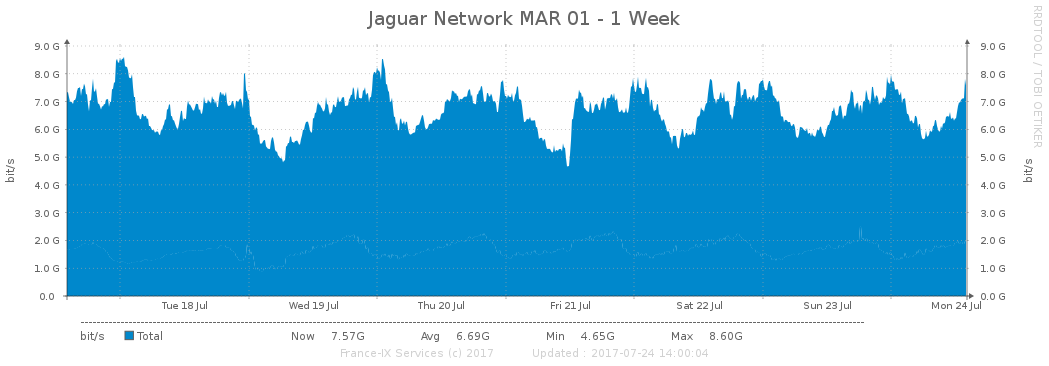 Jaguar Network MAR 01 - 1 Week
RRDTOOL / TOBI OETIKER
9.0 G 9.0 G
8.0 G 8.0 G
7.0 G 7.0 G
6.0 G 6.0 G
5.0 G 5.0 G
4.0 G 4.0 G
3.0 G 3.0 G
2.0 G 2.0 G
1.0 G 1.0 G
0.0 0.0 G
bit/s bit/s
Tue 18 Jul Wed 19 Jul Thu 20 Jul Fri 21 Jul Sat 22 Jul Sun 23 Jul Mon 24 Jul
bit/s Total Now 7.57G Avg 6.69G Min 4.65G Max 8.60G
France-IX Services (c) 2017 Updated : 2017-07-24 14:00:04